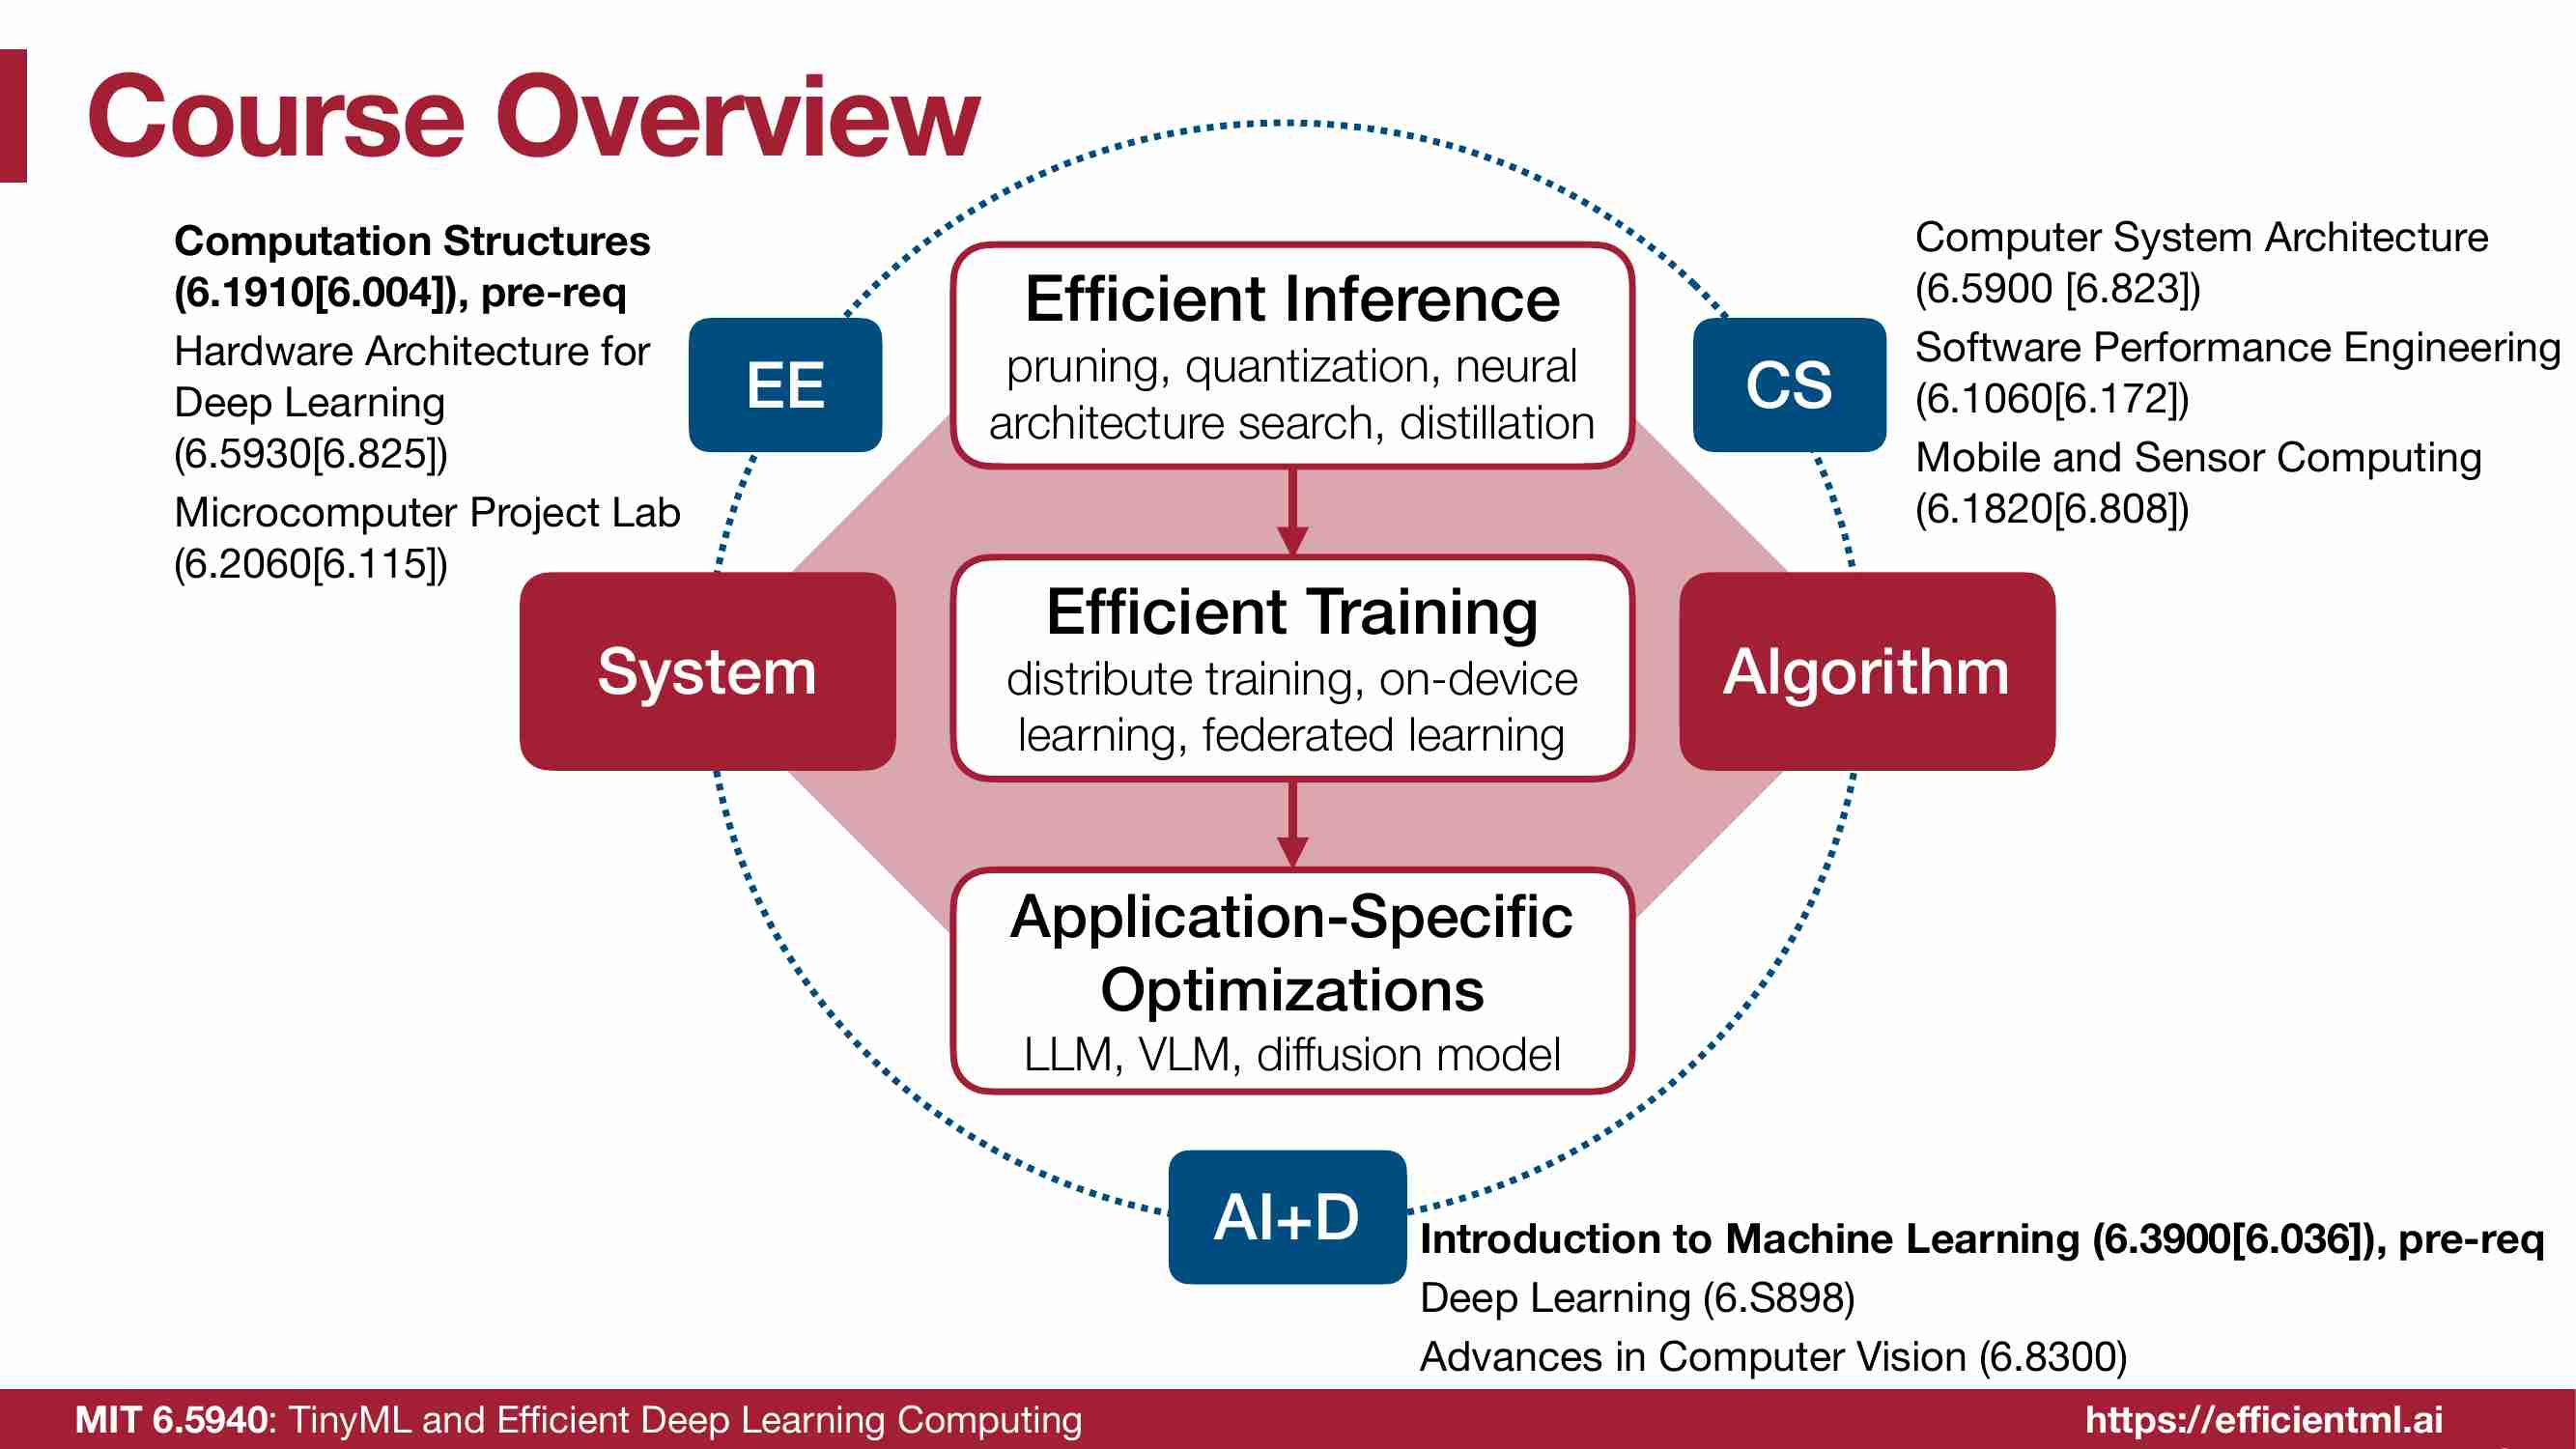 Course Overview
Computation Structures
(6.1910[6.004]), pre-req
Hardware Architecture for
Deep Learning
(6.5930[6.825])
Microcomputer Project Lab
(6.2060[6.115])
EE
Efficient Inference
pruning, quantization, neural
architecture search, distillation
CS
Computer System Architecture
(6.5900 [6.823])
Software Performance Engineering
(6.1060[6.172])
Mobile and Sensor Computing
(6.1820[6.808])
System
Efficient Training
distribute training, on-device
learning, federated learning
Algorithm
Application-Specific
Optimizations
LLM, VLM, diffusion model
AI+D
Introduction to Machine Learning (6.3900[6.036]), pre-req
Deep Learning (6.S898)
Advances in Computer Vision (6.8300)
MIT 6.5940: TinyML and Efficient Deep Learning Computing
https://efficientml.ai